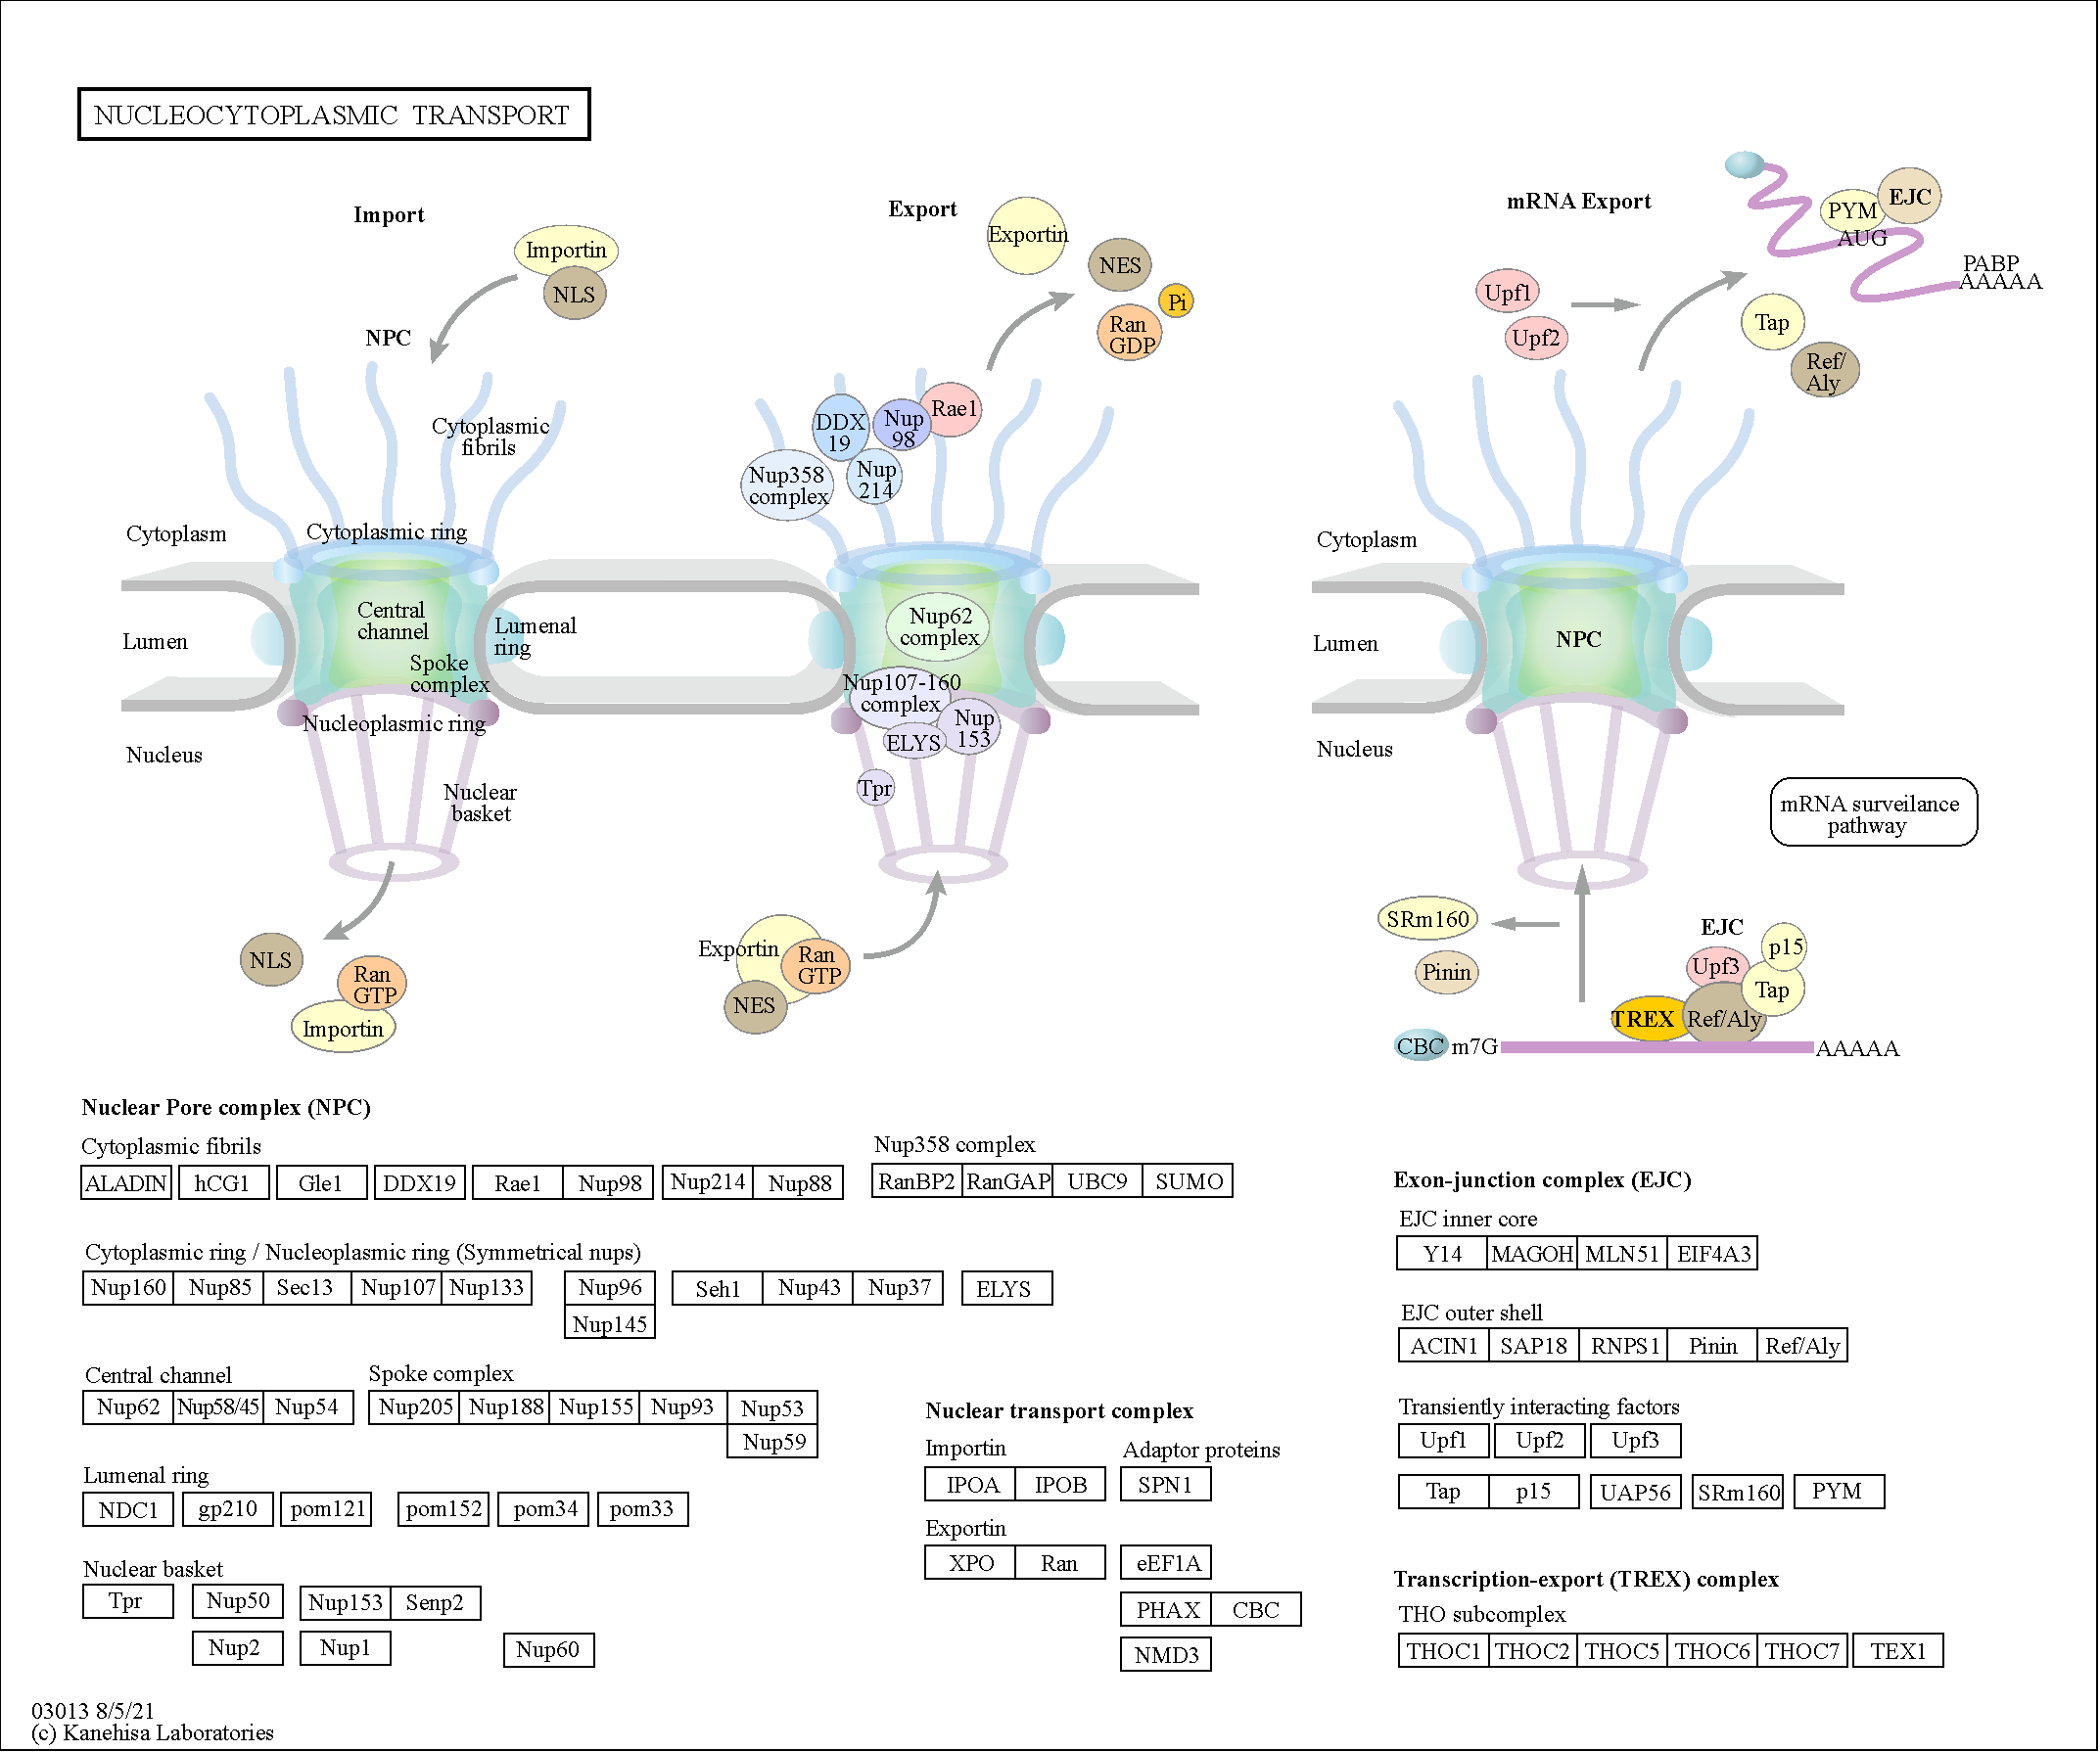 NUCLEOCYTOPLASMIC TRANSPORT
Import
Importin
NLS
NPC
Cytoplasmic
fibrils
Cytoplasm
Cytoplasmic ring
Central
channel
Lumenal
ring
Lumen
Spoke
complex
Nucleoplasmic ring
Nucleus
Nuclear
basket
NLS
Ran
GTP
Importin
Export
Exportin
NES
Pi
Ran
GDP
DDX
19
Nup
98
Rae1
Nup358
complex
Nup
214
Nup62
complex
Nup107-160
complex
Nup
153
ELYS
Tpr
Exportin
Ran
GTP
NES
mRNA Export
PYM
EJC
AUG
PABP
AAAAA
Upf1
Upf2
Tap
Ref/
Aly
Cytoplasm
Lumen
NPC
Nucleus
mRNA surveilance
pathway
SRm160
Pinin
EJC
p15
Upf3
Tap
TREX
Ref/Aly
CBC
m7G
AAAAA
Nuclear Pore complex (NPC)
Cytoplasmic fibrils
ALADIN hCG1 Gle1 DDX19 Rae1 Nup98 Nup214 Nup88
Nup358 complex
RanBP2 RanGAP UBC9 SUMO
Cytoplasmic ring / Nucleoplasmic ring (Symmetrical nups)
Nup160 Nup85 Sec13 Nup107 Nup133 Nup96 Seh1 Nup43 Nup37 ELYS
Nup145
Central channel
Nup62 Nup58/45 Nup54
Spoke complex
Nup205 Nup188 Nup155 Nup93 Nup53
Nup59
Lumenal ring
NDC1 gp210 pom121 pom152 pom34 pom33
Nuclear basket
Tpr Nup50 Nup153 Senp2
Nup2 Nup1 Nup60
Nuclear transport complex
Importin
IPOA IPOB
Adaptor proteins
SPN1
Exportin
XPO Ran eEF1A
PHAX CBC
NMD3
Exon-junction complex (EJC)
EJC inner core
Y14 MAGOH MLN51 EIF4A3
EJC outer shell
ACIN1 SAP18 RNPS1 Pinin Ref/Aly
Transiently interacting factors
Upf1 Upf2 Upf3
Tap p15 UAP56 SRm160 PYM
Transcription-export (TREX) complex
THO subcomplex
THOC1 THOC2 THOC5 THOC6 THOC7 TEX1
03013 8/5/21
(c) Kanehisa Laboratories